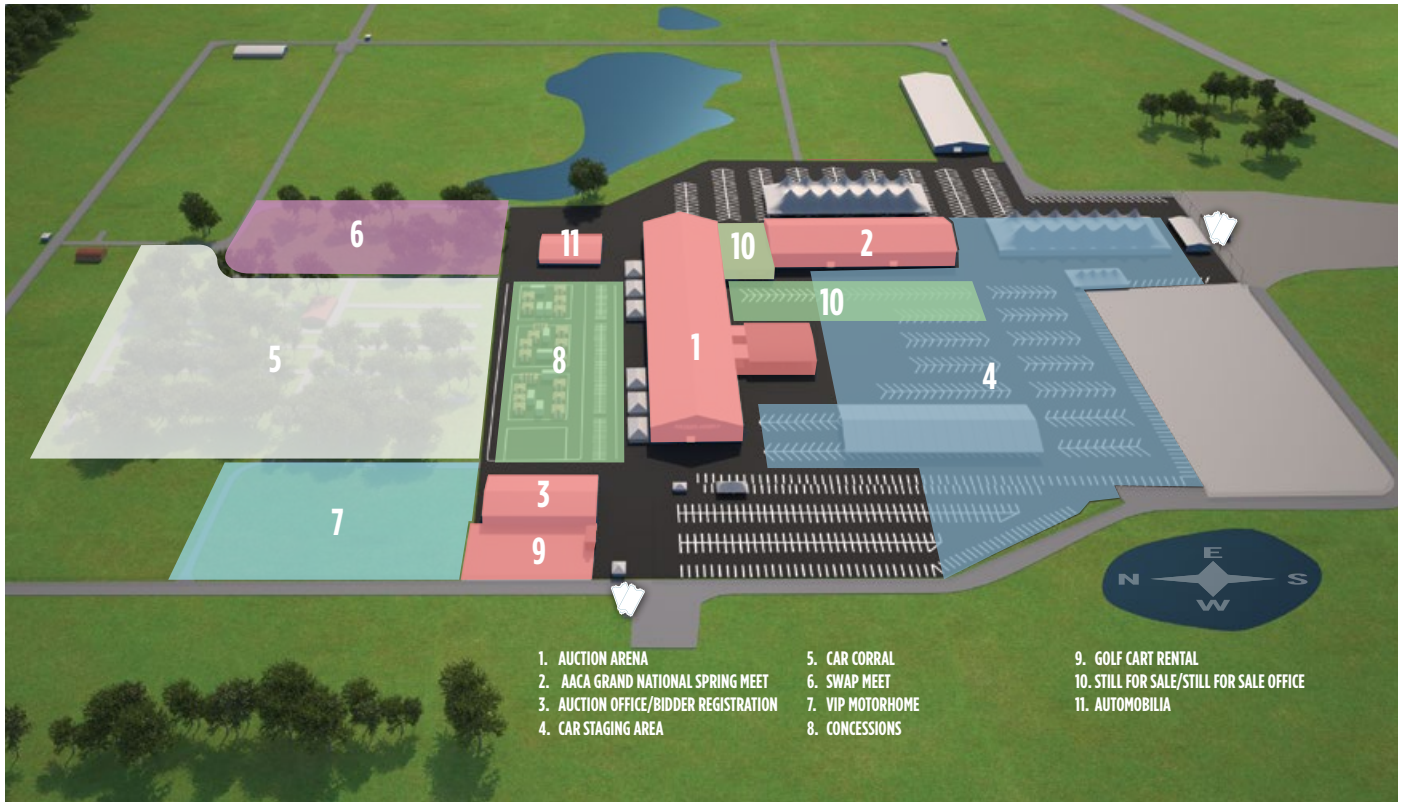 6
11
10
2
10
5
8
1
4
3
7
9
E
N
S
W
1. AUCTION ARENA
2. AACA GRAND NATIONAL SPRING MEET
3. AUCTION OFFICE/BIDDER REGISTRATION
4. CAR STAGING AREA
5. CAR CORRAL
6. SWAP MEET
7. VIP MOTORHOME
8. CONCESSIONS
9. GOLF CART RENTAL
10. STILL FOR SALE/STILL FOR SALE OFFICE
11. AUTOMOBILIA